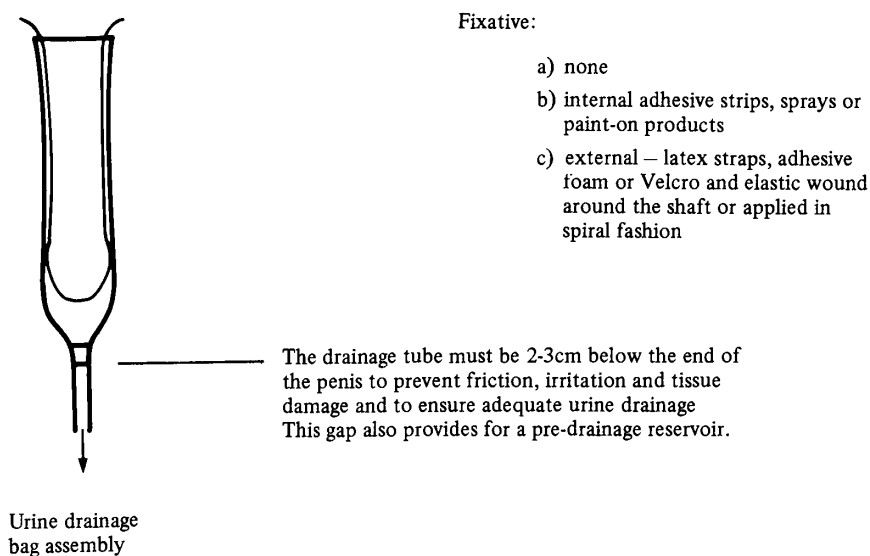 Fixative:
a) none
b) internal adhesive strips, sprays or
paint-on products
c) external – latex straps, adhesive
foam or Velcro and elastic wound
around the shaft or applied in
spiral fashion
The drainage tube must be 2-3cm below the end of
the penis to prevent friction, irritation and tissue
damage and to ensure adequate urine drainage
This gap also provides for a pre-drainage reservoir.
Urine drainage
bag assembly